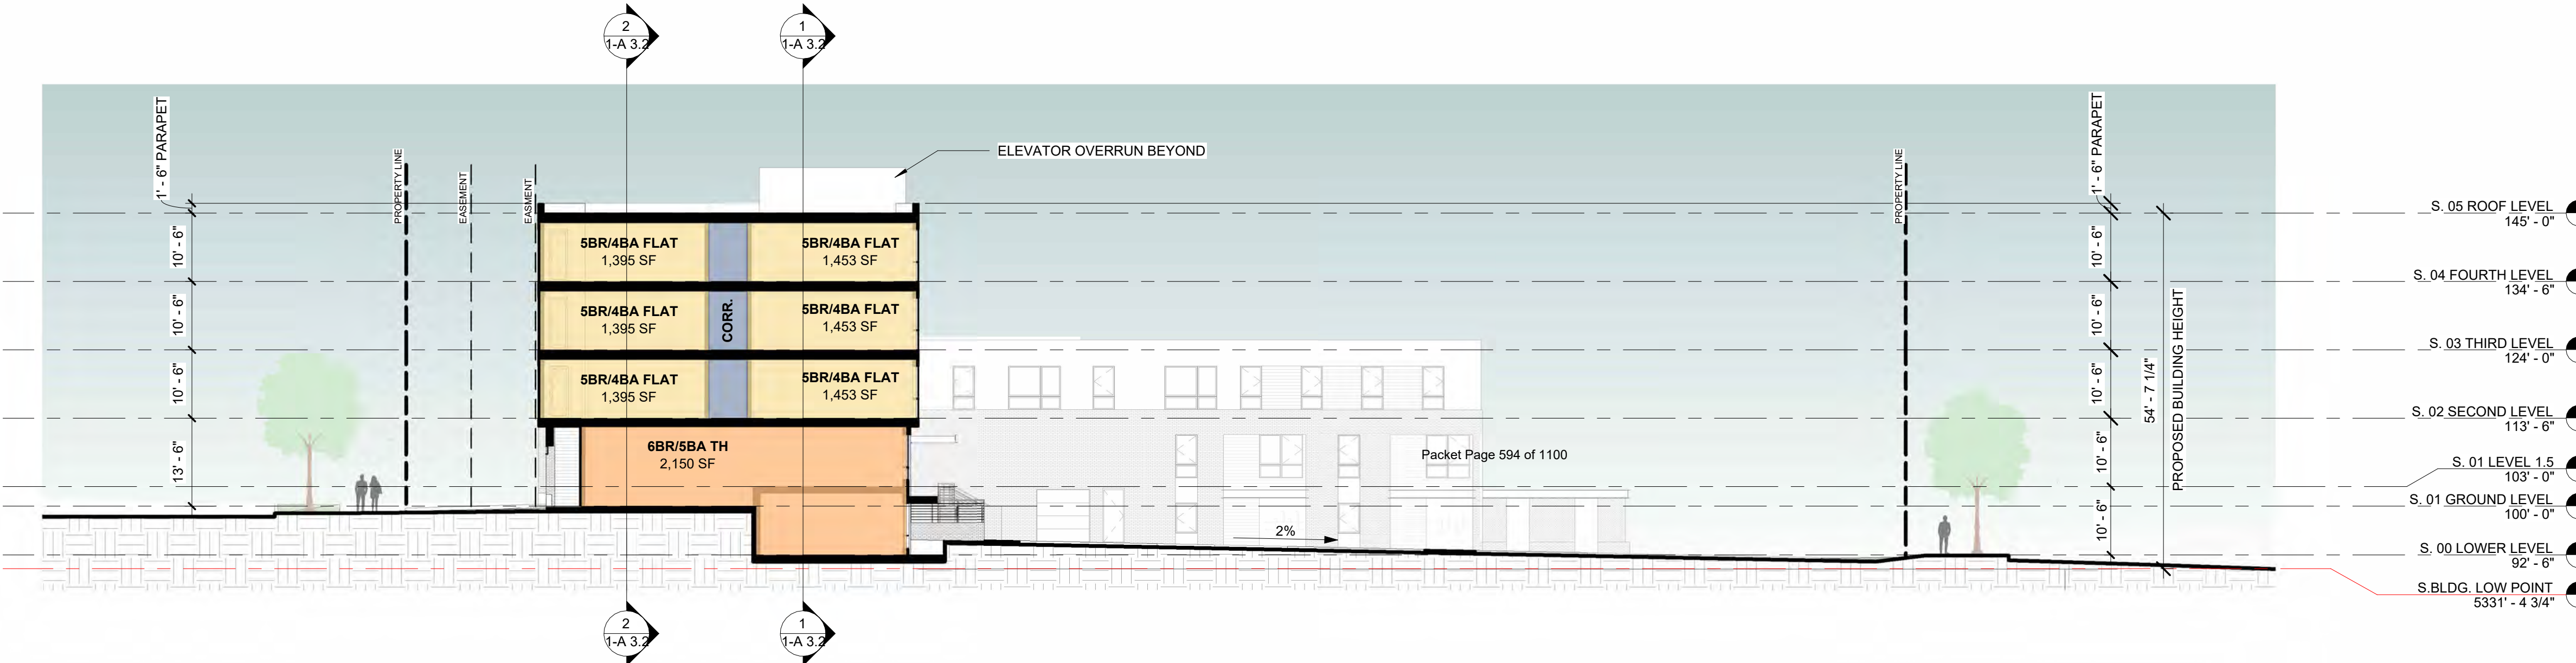 2
1-A 3.2
1
1-A 3.2
1' - 6" PARAPET
PROPERTY LINE
EASEMENT
EASMENT
ELEVATOR OVERRUN BEYOND
PROPERTY LINE
1' - 6" PARAPET
S. 05 ROOF LEVEL
145' - 0"
10' - 6"
5BR/4BA FLAT
1,395 SF
5BR/4BA FLAT
1,453 SF
10' - 6"
S. 04 FOURTH LEVEL
134' - 6"
10' - 6"
5BR/4BA FLAT
1,395 SF
CORR.
5BR/4BA FLAT
1,453 SF
10' - 6"
S. 03 THIRD LEVEL
124' - 0"
10' - 6"
5BR/4BA FLAT
1,395 SF
5BR/4BA FLAT
1,453 SF
10' - 6"
54' - 7 1/4"
PROPOSED BUILDING HEIGHT
S. 02 SECOND LEVEL
113' - 6"
13' - 6"
6BR/5BA TH
2,150 SF
Packet Page 594 of 1100
10' - 6"
S. 01 LEVEL 1.5
103' - 0"
S. 01 GROUND LEVEL
100' - 0"
2%
10' - 6"
S. 00 LOWER LEVEL
92' - 6"
S.BLDG. LOW POINT
5331' - 4 3/4"
2
1-A 3.2
1
1-A 3.2